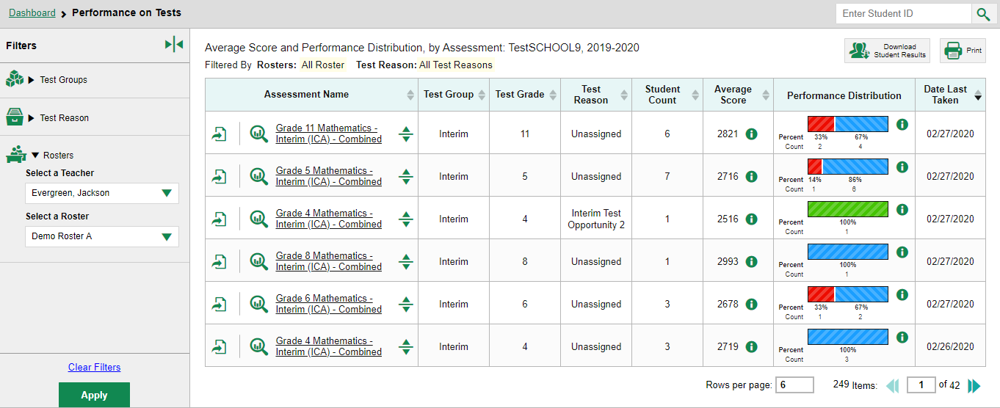 Dashboard > Performance on Tests
Enter Student ID
Filters
Test Groups
Test Reason
Rosters
Select a Teacher
Evergreen, Jackson
Select a Roster
Demo Roster A
Clear Filters
Apply
Average Score and Performance Distribution, by Assessment: TestSCHOOL9, 2019-2020
Filtered By Rosters: All Roster Test Reason: All Test Reasons
Download
Student Results
Print
Assessment Name
Test Group
Test Grade
Test
Reason
Student
Count
Average
Score
Performance Distribution
Date Last
Taken
Grade 11 Mathematics -
Interim (ICA) - Combined
Interim
11
Unassigned
6
2821
Percent 33% 67%
Count 2 4
02/27/2020
Grade 5 Mathematics -
Interim (ICA) - Combined
Interim
5
Unassigned
7
2716
Percent 14% 86%
Count 1 6
02/27/2020
Grade 4 Mathematics -
Interim (ICA) - Combined
Interim
4
Interim Test
Opportunity 2
1
2516
Percent 100%
Count 1
02/27/2020
Grade 8 Mathematics -
Interim (ICA) - Combined
Interim
8
Unassigned
1
2993
Percent 100%
Count 1
02/27/2020
Grade 6 Mathematics -
Interim (ICA) - Combined
Interim
6
Unassigned
3
2678
Percent 33% 67%
Count 1 2
02/27/2020
Grade 4 Mathematics -
Interim (ICA) - Combined
Interim
4
Unassigned
3
2719
Percent 100%
Count 3
02/26/2020
Rows per page: 6 249 Items: 1 of 42